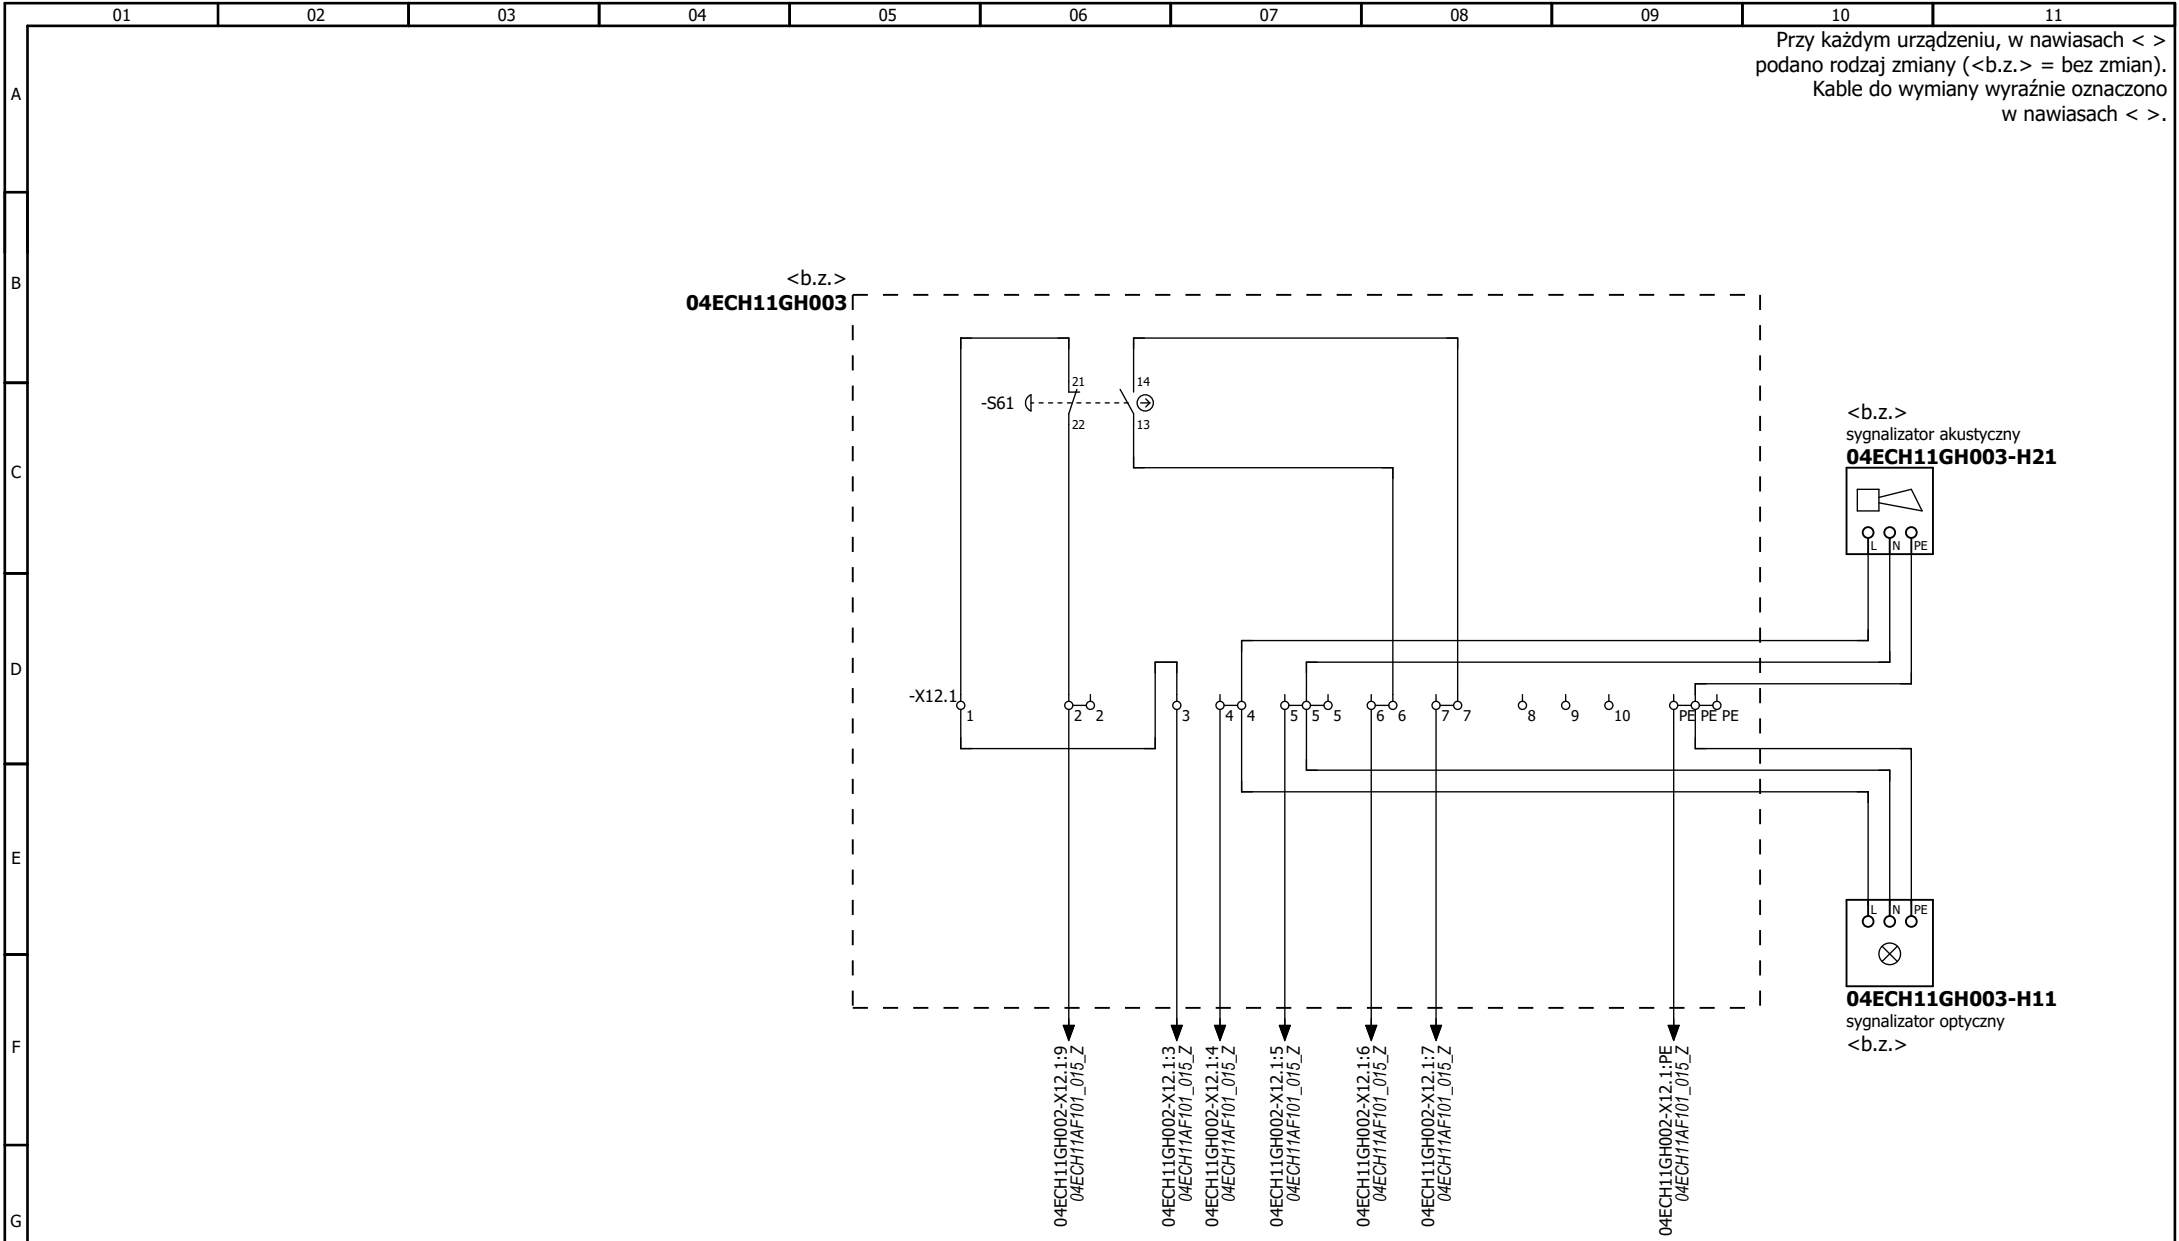 01 02 03 04 05 06 07 08 09 10 11
Przy każdym urządzeniu, w nawiasach < >
podano rodzaj zmiany (<b.z.> = bez zmian).
Kable do wymiany wyraźnie oznaczono
w nawiasach < >.
A
B
C
D
E
F
G
<b.z.>
04ECH11GH003
21
14
-S61
22
13
<b.z.>
sygnalizator akustyczny
04ECH11GH003-H21
L N PE
-X12.1
1 2 2 3 4 4 5 5 5 6 6 7 7 8 9 10 PE PE PE
L N PE
04ECH11GH003-H11
sygnalizator optyczny
<b.z.>
04ECH11GH002-X12.1:9
04ECH11AF101_015_Z
04ECH11GH002-X12.1:3
04ECH11AF101_015_Z
04ECH11GH002-X12.1:4
04ECH11AF101_015_Z
04ECH11GH002-X12.1:5
04ECH11AF101_015_Z
04ECH11GH002-X12.1:6
04ECH11AF101_015_Z
04ECH11GH002-X12.1:7
04ECH11AF101_015_Z
04ECH11GH002-X12.1:PE
04ECH11AF101_015_Z